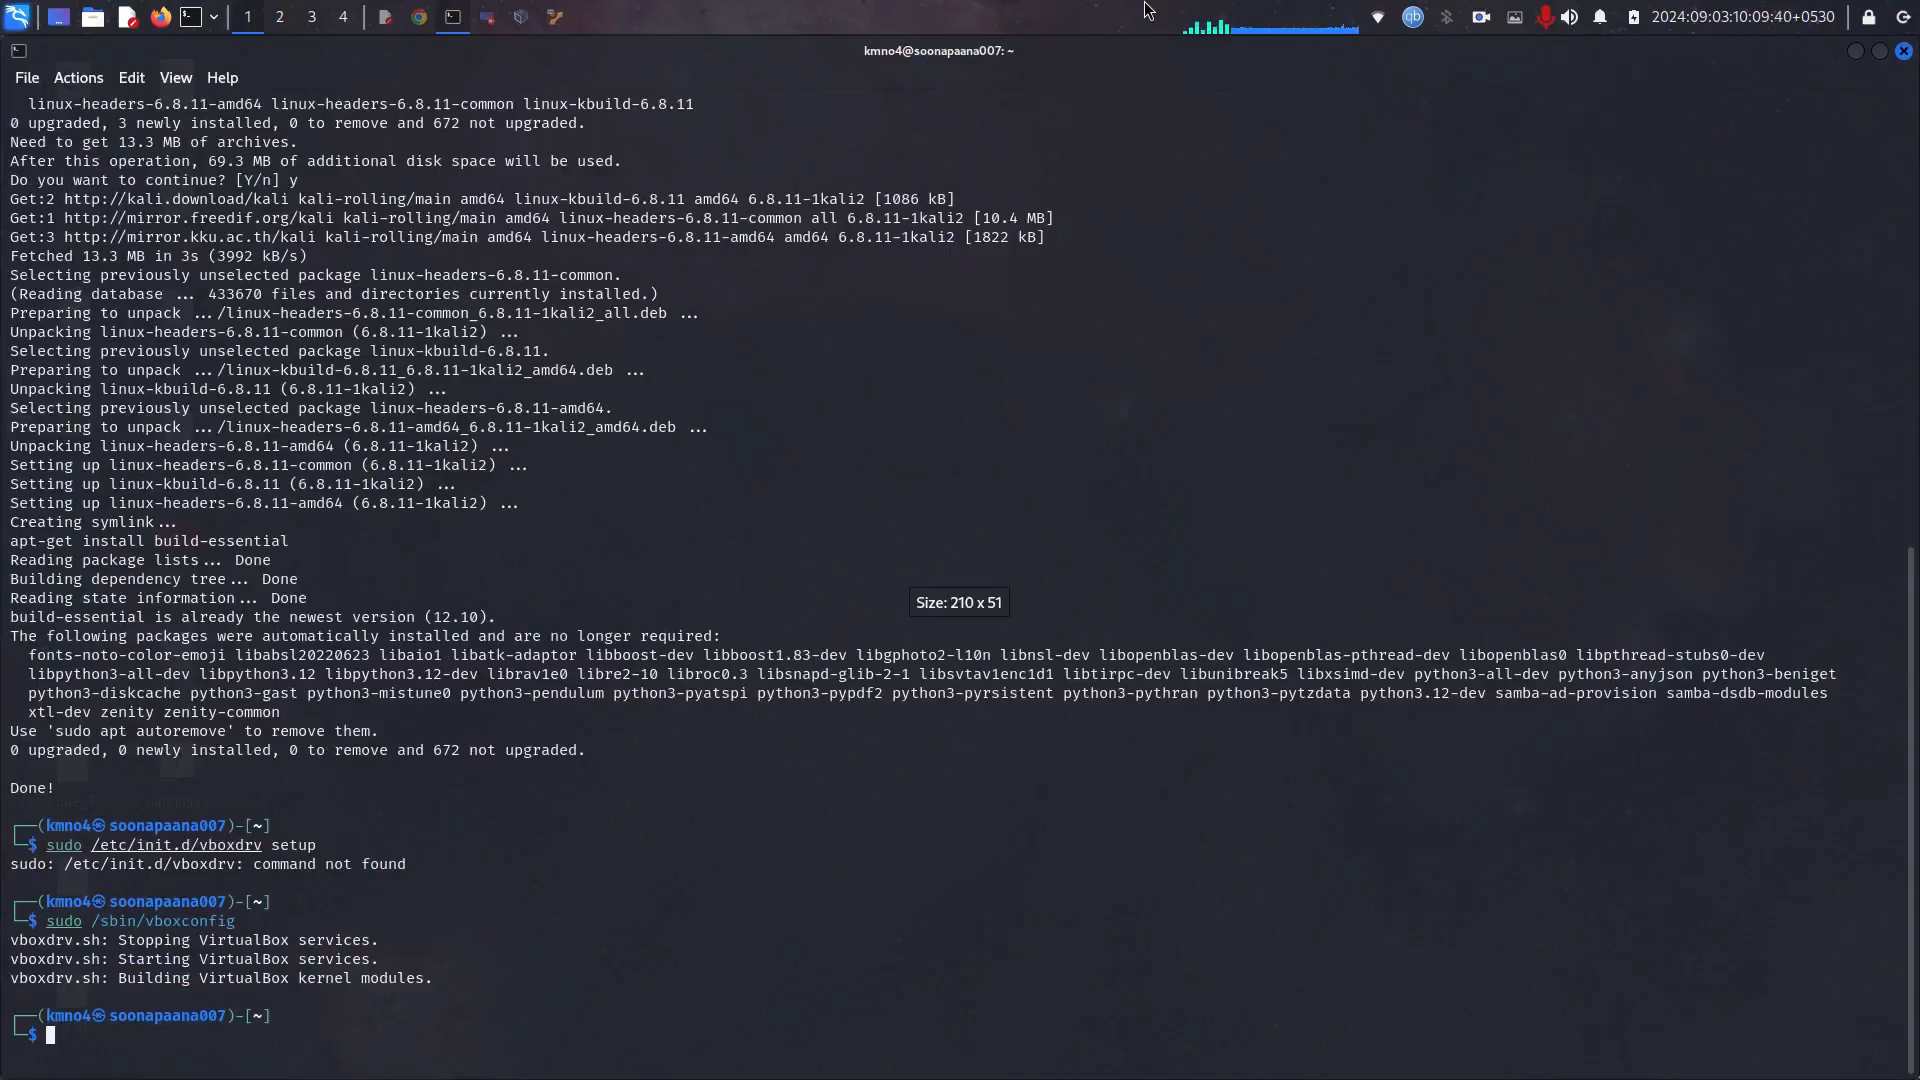 1 2 3 4 qb 2024:09:03:10:09:40+0530
kmno4@soonapaana007: ~
File Actions Edit View Help
linux-headers-6.8.11-amd64 linux-headers-6.8.11-common linux-kbuild-6.8.11
0 upgraded, 3 newly installed, 0 to remove and 672 not upgraded.
Need to get 13.3 MB of archives.
After this operation, 69.3 MB of additional disk space will be used.
Do you want to continue? [Y/n] y
Get:2 http://kali.download/kali kali-rolling/main amd64 linux-kbuild-6.8.11 amd64 6.8.11-1kali2 [1086 kB]
Get:1 http://mirror.freedif.org/kali kali-rolling/main amd64 linux-headers-6.8.11-common all 6.8.11-1kali2 [10.4 MB]
Get:3 http://mirror.kku.ac.th/kali kali-rolling/main amd64 linux-headers-6.8.11-amd64 amd64 6.8.11-1kali2 [1822 kB]
Fetched 13.3 MB in 3s (3992 kB/s)
Selecting previously unselected package linux-headers-6.8.11-common.
(Reading database ... 433670 files and directories currently installed.)
Preparing to unpack .../linux-headers-6.8.11-common_6.8.11-1kali2_all.deb ...
Unpacking linux-headers-6.8.11-common (6.8.11-1kali2) ...
Selecting previously unselected package linux-kbuild-6.8.11.
Preparing to unpack .../linux-kbuild-6.8.11_6.8.11-1kali2_amd64.deb ...
Unpacking linux-kbuild-6.8.11 (6.8.11-1kali2) ...
Selecting previously unselected package linux-headers-6.8.11-amd64.
Preparing to unpack .../linux-headers-6.8.11-amd64_6.8.11-1kali2_amd64.deb ...
Unpacking linux-headers-6.8.11-amd64 (6.8.11-1kali2) ...
Setting up linux-headers-6.8.11-common (6.8.11-1kali2) ...
Setting up linux-kbuild-6.8.11 (6.8.11-1kali2) ...
Setting up linux-headers-6.8.11-amd64 (6.8.11-1kali2) ...
Creating symlink...
apt-get install build-essential
Reading package lists... Done
Building dependency tree... Done
Reading state information... Done
Size: 210 x 51
build-essential is already the newest version (12.10).
The following packages were automatically installed and are no longer required:
fonts-noto-color-emoji libabsl20220623 libaio1 libatk-adaptor libboost-dev libboost1.83-dev libgphoto2-l10n libnsl-dev libopenblas-dev libopenblas-pthread-dev libopenblas0 libpthread-stubs0-dev
libpython3-all-dev libpython3.12 libpython3.12-dev librav1e0 libre2-10 libroc0.3 libsnapd-glib-2-1 libsvtav1enc1d1 libtirpc-dev libunibreak5 libxsimd-dev python3-all-dev python3-anyjson python3-beniget
python3-diskcache python3-gast python3-mistune0 python3-pendulum python3-pyatspi python3-pypdf2 python3-pyrsistent python3-pythran python3-pytzdata python3.12-dev samba-ad-provision samba-dsdb-modules
xtl-dev zenity zenity-common
Use 'sudo apt autoremove' to remove them.
0 upgraded, 0 newly installed, 0 to remove and 672 not upgraded.
Done!
┌──(kmno4㉿soonapaana007)-[~]
└─$ sudo /etc/init.d/vboxdrv setup
sudo: /etc/init.d/vboxdrv: command not found
┌──(kmno4㉿soonapaana007)-[~]
└─$ sudo /sbin/vboxconfig
vboxdrv.sh: Stopping VirtualBox services.
vboxdrv.sh: Starting VirtualBox services.
vboxdrv.sh: Building VirtualBox kernel modules.
┌──(kmno4㉿soonapaana007)-[~]
└─$